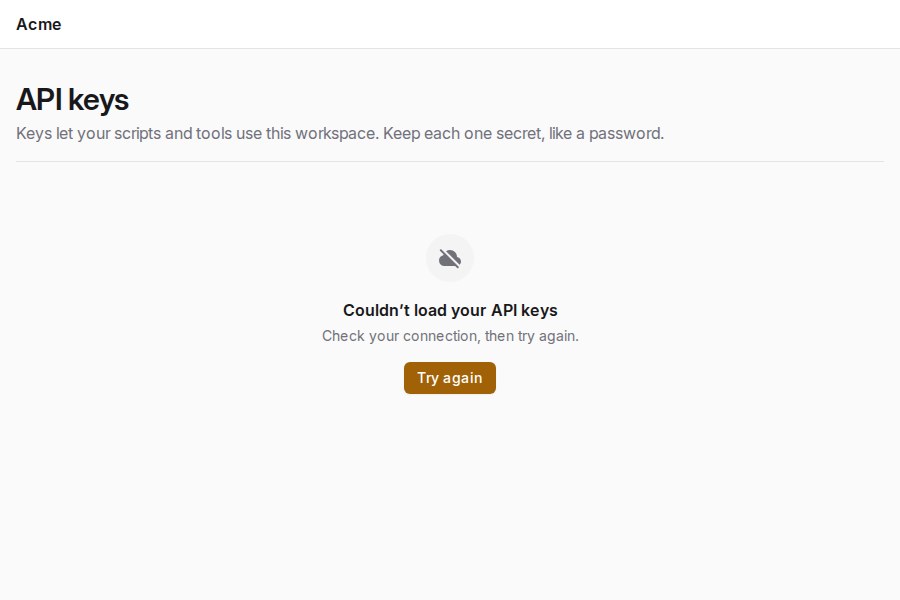 Acme
API keys
Keys let your scripts and tools use this workspace. Keep each one secret, like a password.
Couldn’t load your API keys
Check your connection, then try again.
Try again